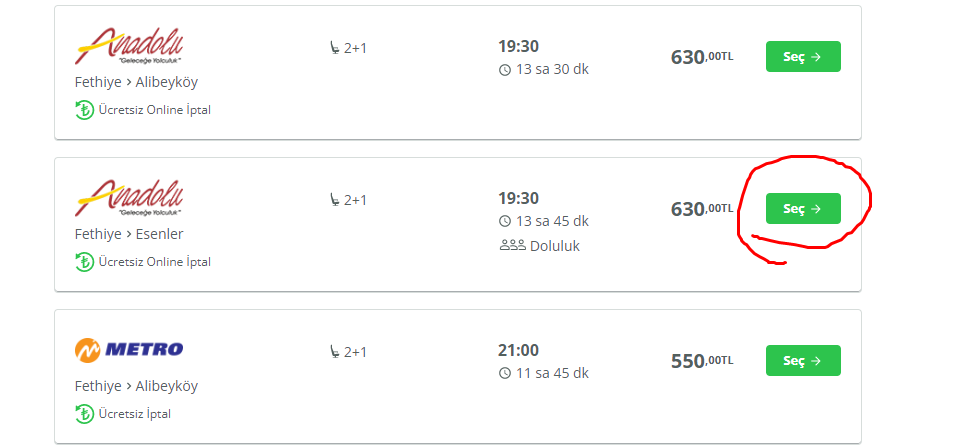 Anadolu
"Geleceğe Yolculuk"
2+1
19:30
13 sa 30 dk
630,00TL
Seç →
Fethiye > Alibeyköy
Ücretsiz Online İptal
Anadolu
"Geleceğe Yolculuk"
2+1
19:30
13 sa 45 dk
Doluluk
630,00TL
Seç →
Fethiye > Esenler
Ücretsiz Online İptal
METRO
2+1
21:00
11 sa 45 dk
550,00TL
Seç →
Fethiye > Alibeyköy
Ücretsiz İptal